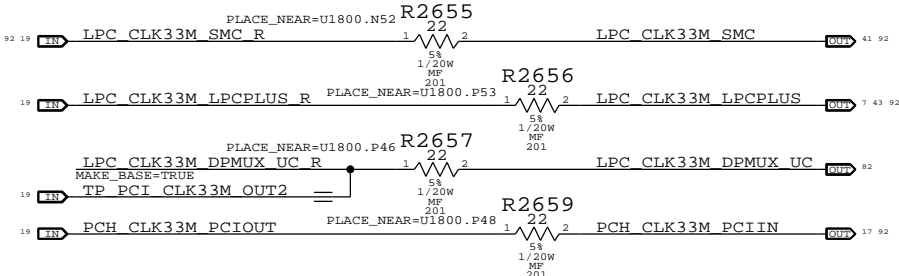 PLACE_NEAR=U1800.N52 R2655
92 19 IN LPC_CLK33M_SMC_R 1 22 2 LPC_CLK33M_SMC OUT 41 92
5%
1/20W
MF
201
PLACE_NEAR=U1800.P53 R2656
19 IN LPC_CLK33M_LPCPLUS_R 1 22 2 LPC_CLK33M_LPCPLUS OUT 7 43 92
5%
1/20W
MF
201
PLACE_NEAR=U1800.P46 R2657
LPC_CLK33M_DPMUX_UC_R 1 22 2 LPC_CLK33M_DPMUX_UC OUT 82
MAKE_BASE=TRUE
19 IN TP_PCI_CLK33M_OUT2
5%
1/20W
MF
201
PLACE_NEAR=U1800.P48 R2659
19 IN PCH_CLK33M_PCIOUT 1 22 2 PCH_CLK33M_PCIIN OUT 17 92
5%
1/20W
MF
201